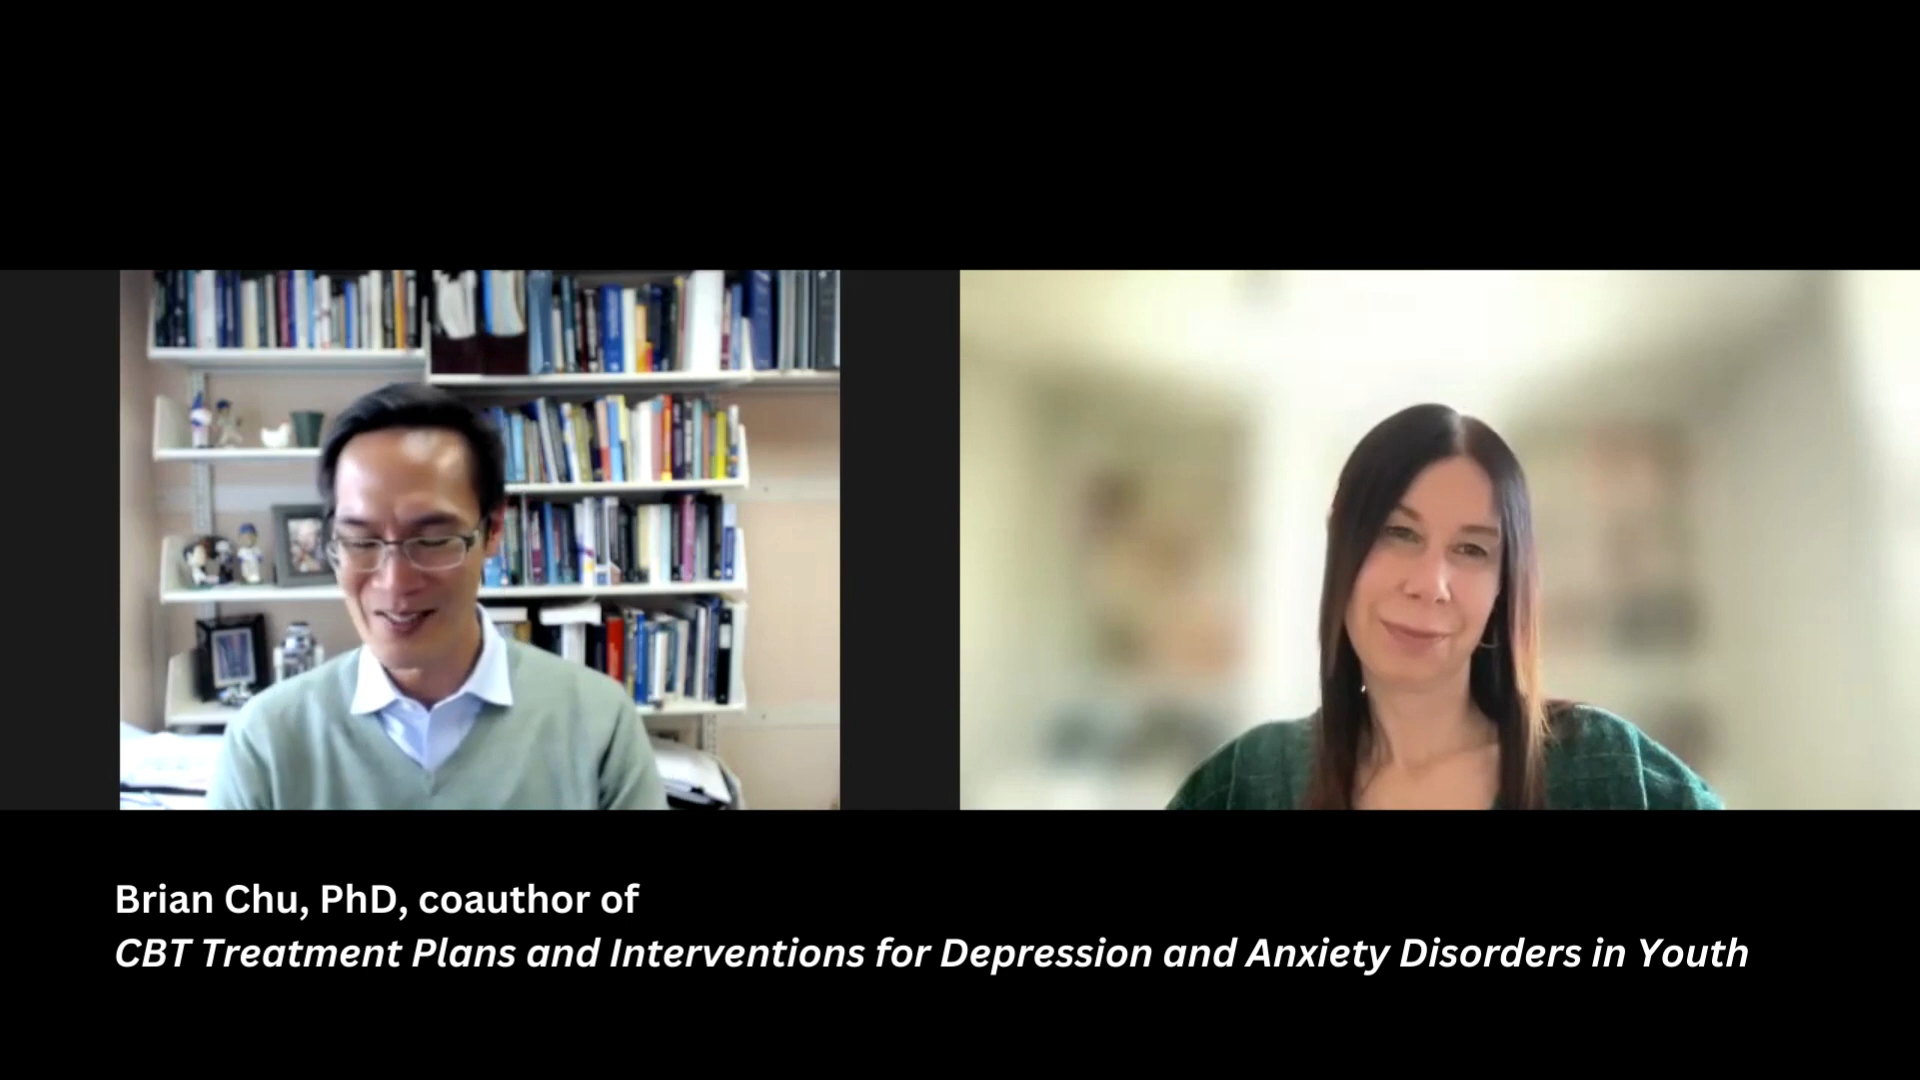 Brian Chu, PhD, coauthor of
CBT Treatment Plans and Interventions for Depression and Anxiety Disorders in Youth